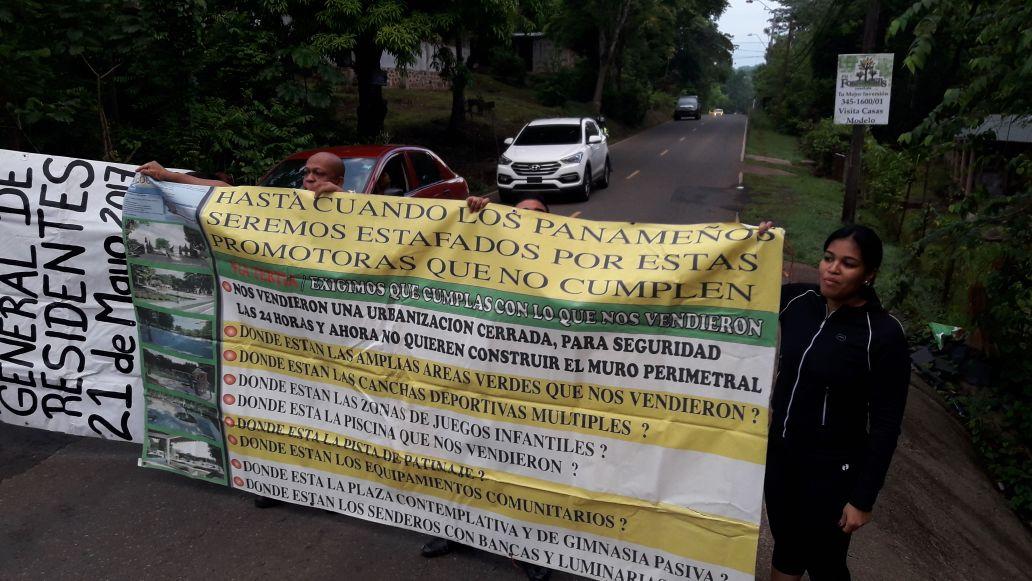 GENERAL DE
RESIDENTES
21 de Mayo 2017
HASTA CUANDO LOS PANAMEÑOS
SEREMOS ESTAFADOS POR ESTAS
PROMOTORAS QUE NO CUMPLEN
EXIGIMOS QUE CUMPLAS CON LO QUE NOS VENDIERON
NOS VENDIERON UNA URBANIZACION CERRADA, PARA SEGURIDAD
LAS 24 HORAS Y AHORA NO QUIEREN CONSTRUIR EL MURO PERIMETRAL
DONDE ESTAN LAS AMPLIAS AREAS VERDES QUE NOS VENDIERON ?
DONDE ESTAN LAS CANCHAS DEPORTIVAS MULTIPLES ?
DONDE ESTAN LAS ZONAS DE JUEGOS INFANTILES ?
DONDE ESTA LA PISCINA QUE NOS VENDIERON ?
DONDE ESTA LA PISTA DE PATINAJE ?
DONDE ESTAN LOS EQUIPAMIENTOS COMUNITARIOS ?
DONDE ESTA LA PLAZA CONTEMPLATIVA Y DE GIMNASIA PASIVA ?
DONDE ESTAN LOS SENDEROS CON BANCAS Y LUMINARIAS
Tu Mejor Inversión
345-1600/01
Visita Casas
Modelo